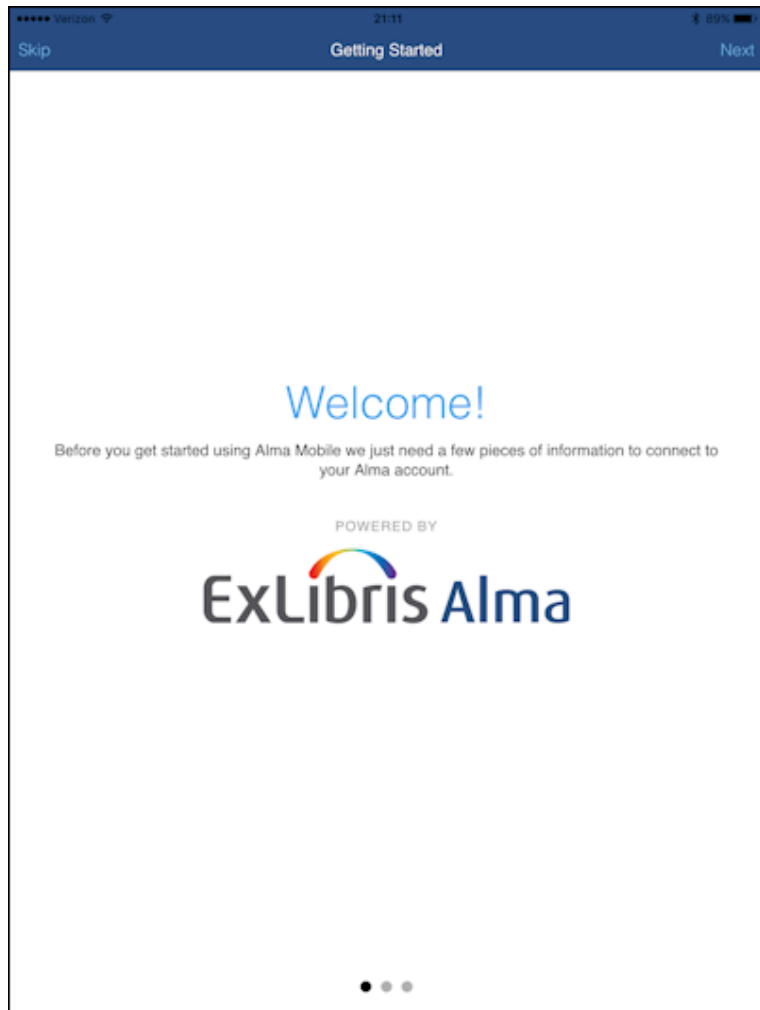 Verizon 21:11 89%
Skip Getting Started Next
Welcome!
Before you get started using Alma Mobile we just need a few pieces of information to connect to
your Alma account.
POWERED BY
ExLibris Alma